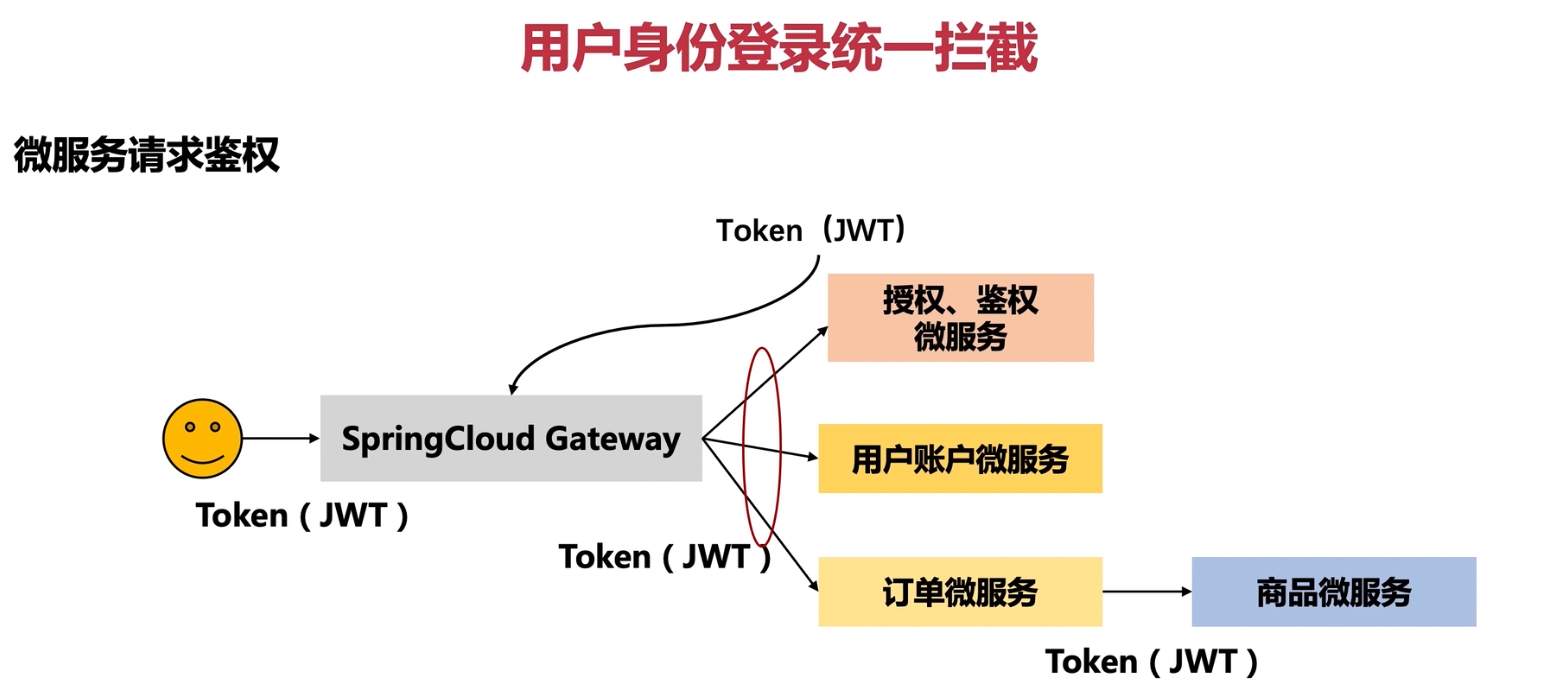 用户身份登录统一拦截
微服务请求鉴权
Token（JWT）
授权、鉴权
微服务
SpringCloud Gateway
用户账户微服务
Token（JWT）
Token（JWT）
订单微服务
商品微服务
Token（JWT）